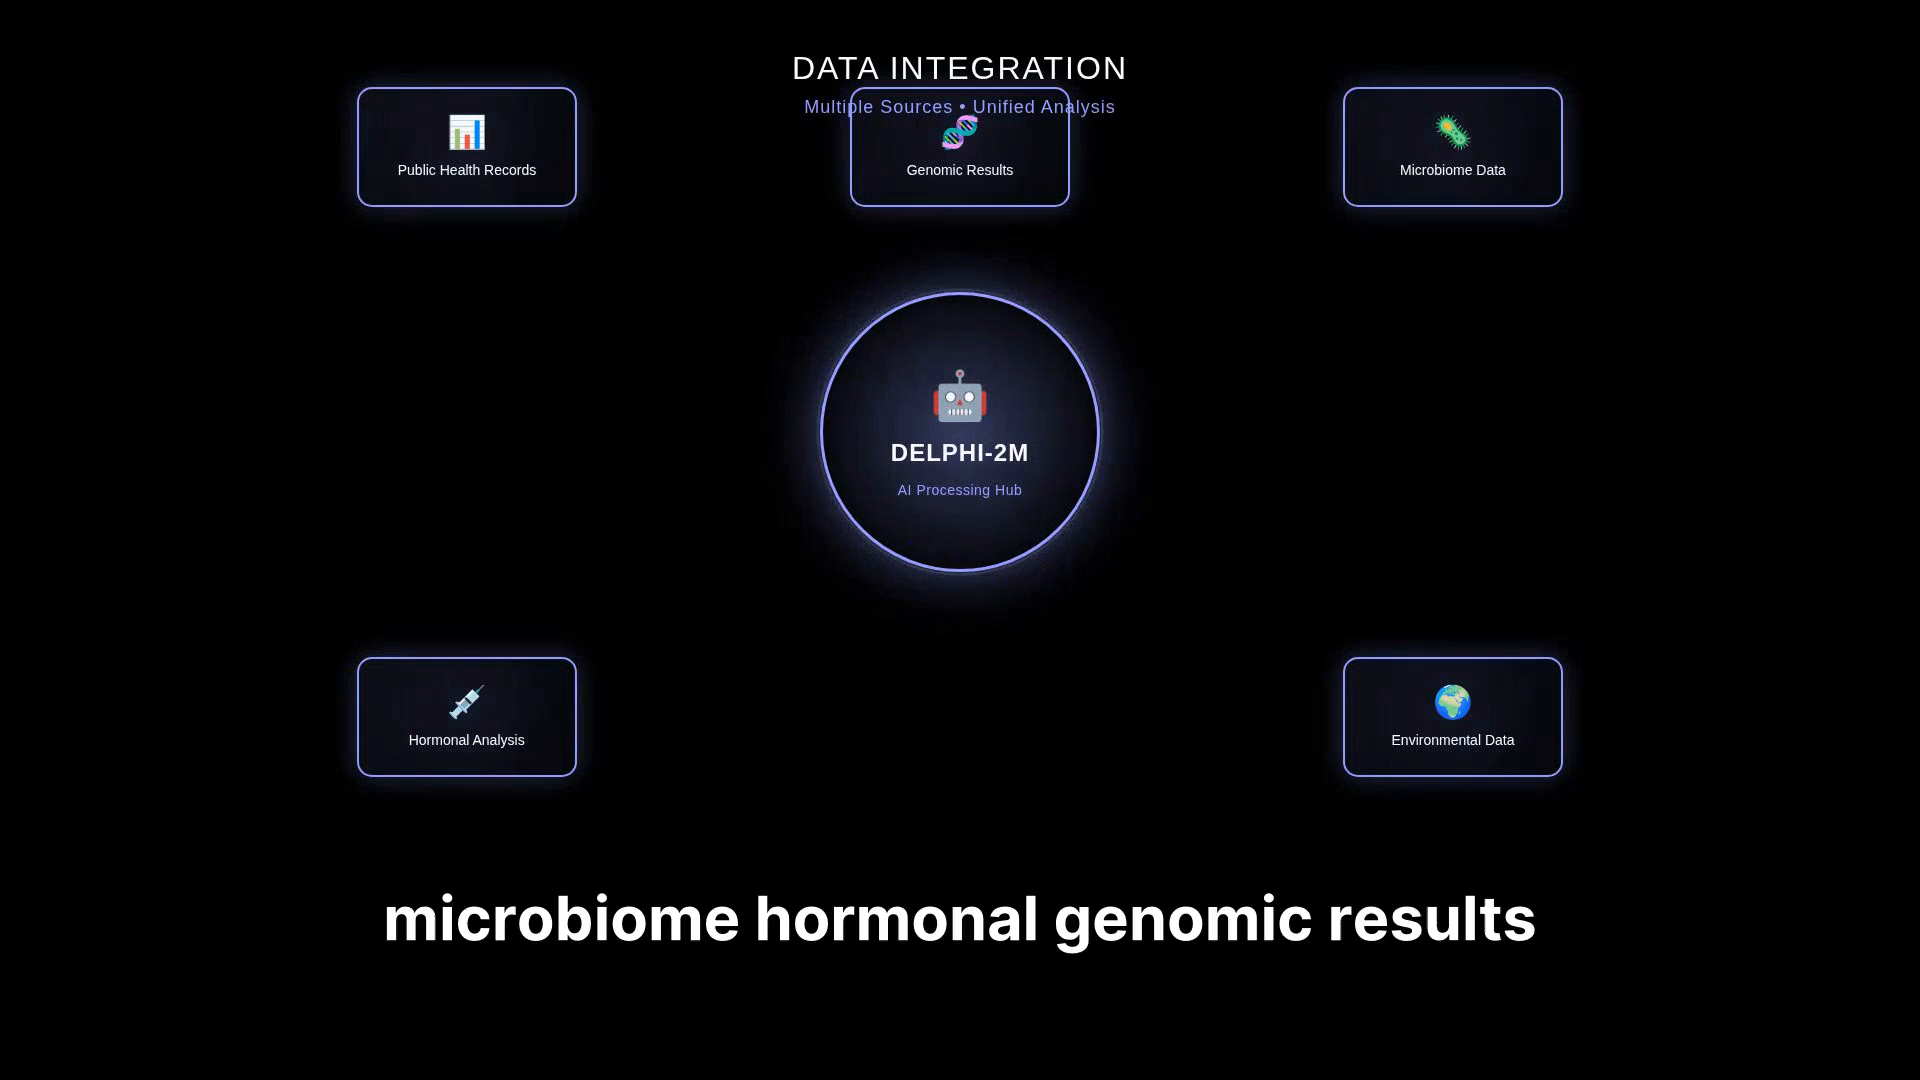 DATA INTEGRATION
Multiple Sources • Unified Analysis
Public Health Records
Genomic Results
Microbiome Data
DELPHI-2M
AI Processing Hub
Hormonal Analysis
Environmental Data
microbiome hormonal genomic results